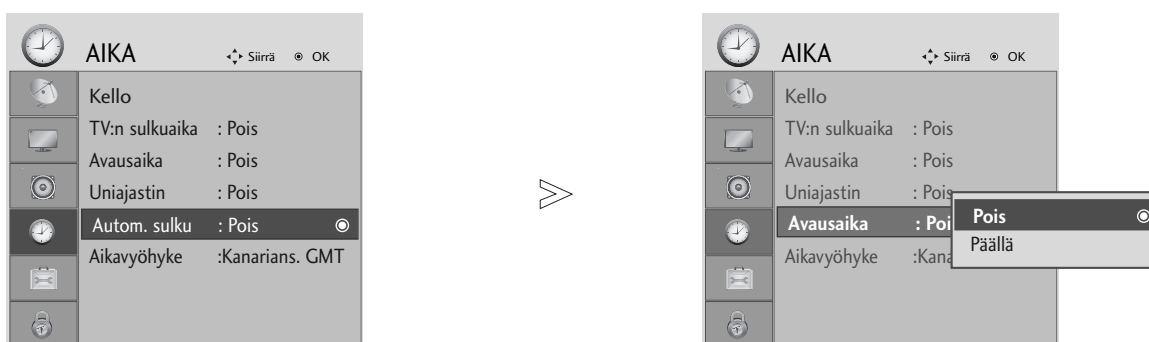 AIKA Siirrä OK
Kello
TV:n sulkuaika : Pois
Avausaika : Pois
Uniajastin : Pois
Autom. sulku : Pois
Aikavyöhyke :Kanarians. GMT
>
AIKA Siirrä OK
Kello
TV:n sulkuaika : Pois
Avausaika : Pois
Uniajastin : Pois
Avausaika : Poi
Aikavyöhyke :Kana
Pois
Päällä